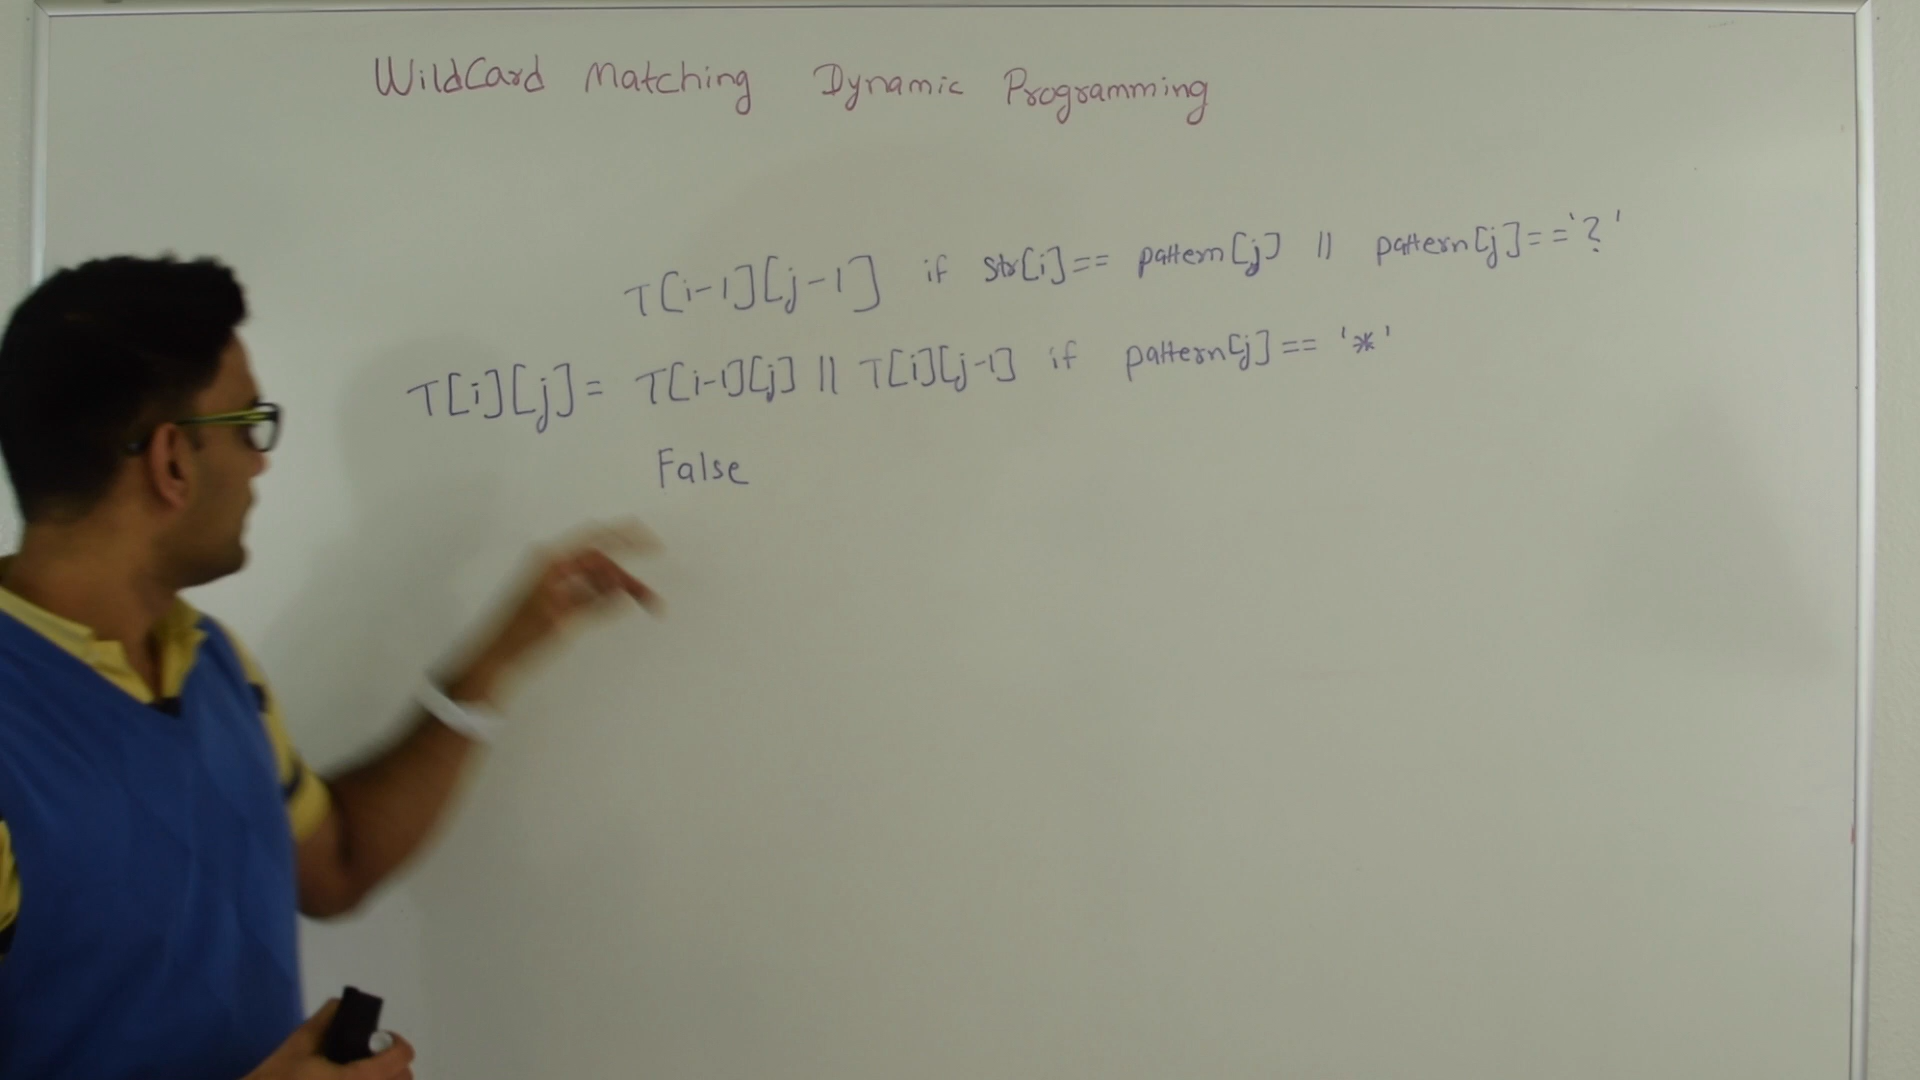 WildCard Matching Dynamic Programming
T[i-1][j-1] if str[i]== pattern[j] || pattern[j]=='?'
T[i][j]= T[i-1][j] || T[i][j-1] if pattern[j]== '*'
False